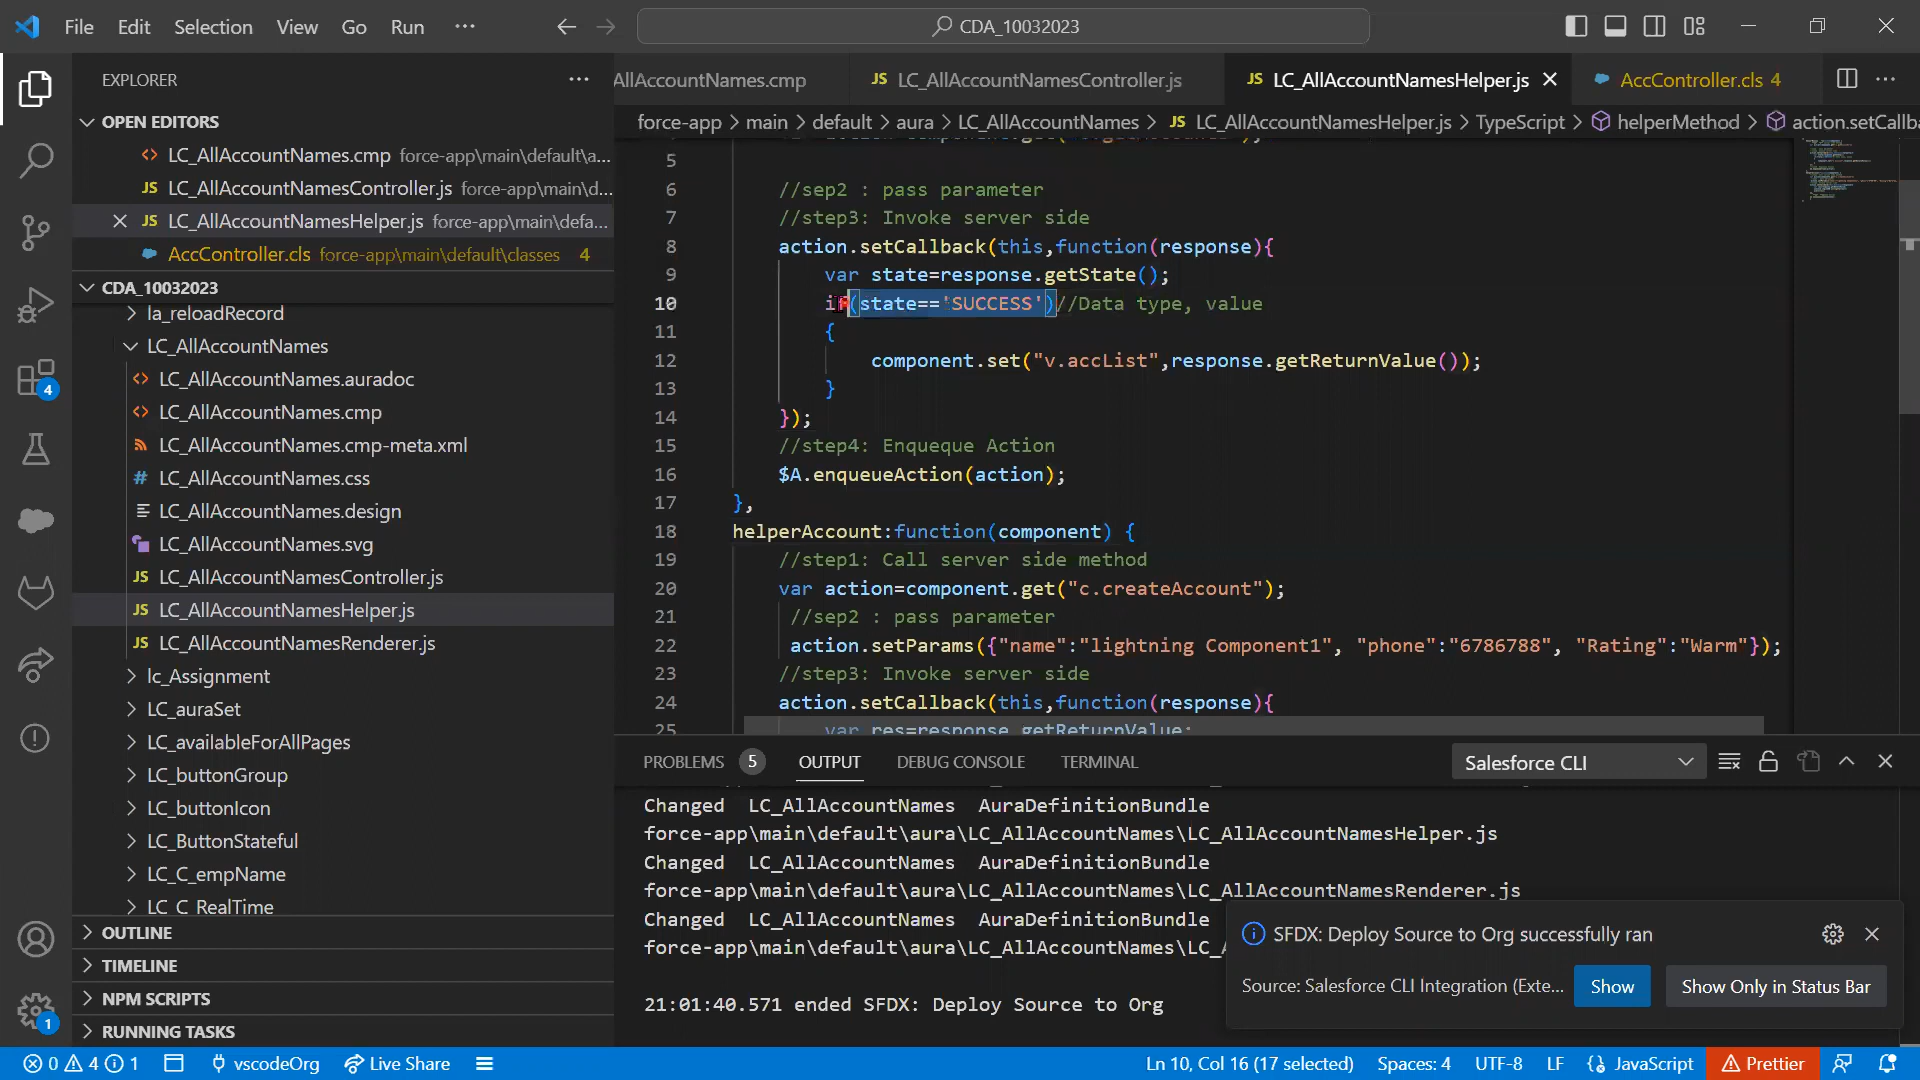 File Edit Selection View Go Run ··· CDA_10032023
EXPLORER
OPEN EDITORS
LC_AllAccountNames.cmp force-app\main\default\a...
LC_AllAccountNamesController.js force-app\main\d...
LC_AllAccountNamesHelper.js force-app\main\defa...
AccController.cls force-app\main\default\classes 4
CDA_10032023
la_reloadRecord
LC_AllAccountNames
LC_AllAccountNames.auradoc
LC_AllAccountNames.cmp
LC_AllAccountNames.cmp-meta.xml
LC_AllAccountNames.css
LC_AllAccountNames.design
LC_AllAccountNames.svg
JS LC_AllAccountNamesController.js
JS LC_AllAccountNamesHelper.js
JS LC_AllAccountNamesRenderer.js
lc_Assignment
LC_auraSet
LC_availableForAllPages
LC_buttonGroup
LC_buttonIcon
LC_ButtonStateful
LC_C_empName
LC_C_RealTime
OUTLINE
TIMELINE
NPM SCRIPTS
RUNNING TASKS
4
1
AllAccountNames.cmp JS LC_AllAccountNamesController.js JS LC_AllAccountNamesHelper.js AccController.cls 4
force-app > main > default > aura > LC_AllAccountNames > JS LC_AllAccountNamesHelper.js > TypeScript > helperMethod > action.setCallba
5
6 //sep2 : pass parameter
7 //step3: Invoke server side
8 action.setCallback(this,function(response){
9 var state=response.getState();
10 if(state=='SUCCESS')//Data type, value
11 {
12 component.set("v.accList",response.getReturnValue());
13 }
14 });
15 //step4: Enqueque Action
16 $A.enqueueAction(action);
17 },
18 helperAccount:function(component) {
19 //step1: Call server side method
20 var action=component.get("c.createAccount");
21 //sep2 : pass parameter
22 action.setParams({"name":"lightning Component1", "phone":"6786788", "Rating":"Warm"});
23 //step3: Invoke server side
24 action.setCallback(this,function(response){
25 var res=response.getReturnValue;
PROBLEMS 5 OUTPUT DEBUG CONSOLE TERMINAL Salesforce CLI
Changed LC_AllAccountNames AuraDefinitionBundle
force-app\main\default\aura\LC_AllAccountNames\LC_AllAccountNamesHelper.js
Changed LC_AllAccountNames AuraDefinitionBundle
force-app\main\default\aura\LC_AllAccountNames\LC_AllAccountNamesRenderer.js
Changed LC_AllAccountNames AuraDefinitionBundle
force-app\main\default\aura\LC_AllAccountNames\LC_
21:01:40.571 ended SFDX: Deploy Source to Org
SFDX: Deploy Source to Org successfully ran
Source: Salesforce CLI Integration (Exte... Show Show Only in Status Bar
0 4 1 vscodeOrg Live Share Ln 10, Col 16 (17 selected) Spaces: 4 UTF-8 LF {} JavaScript Prettier